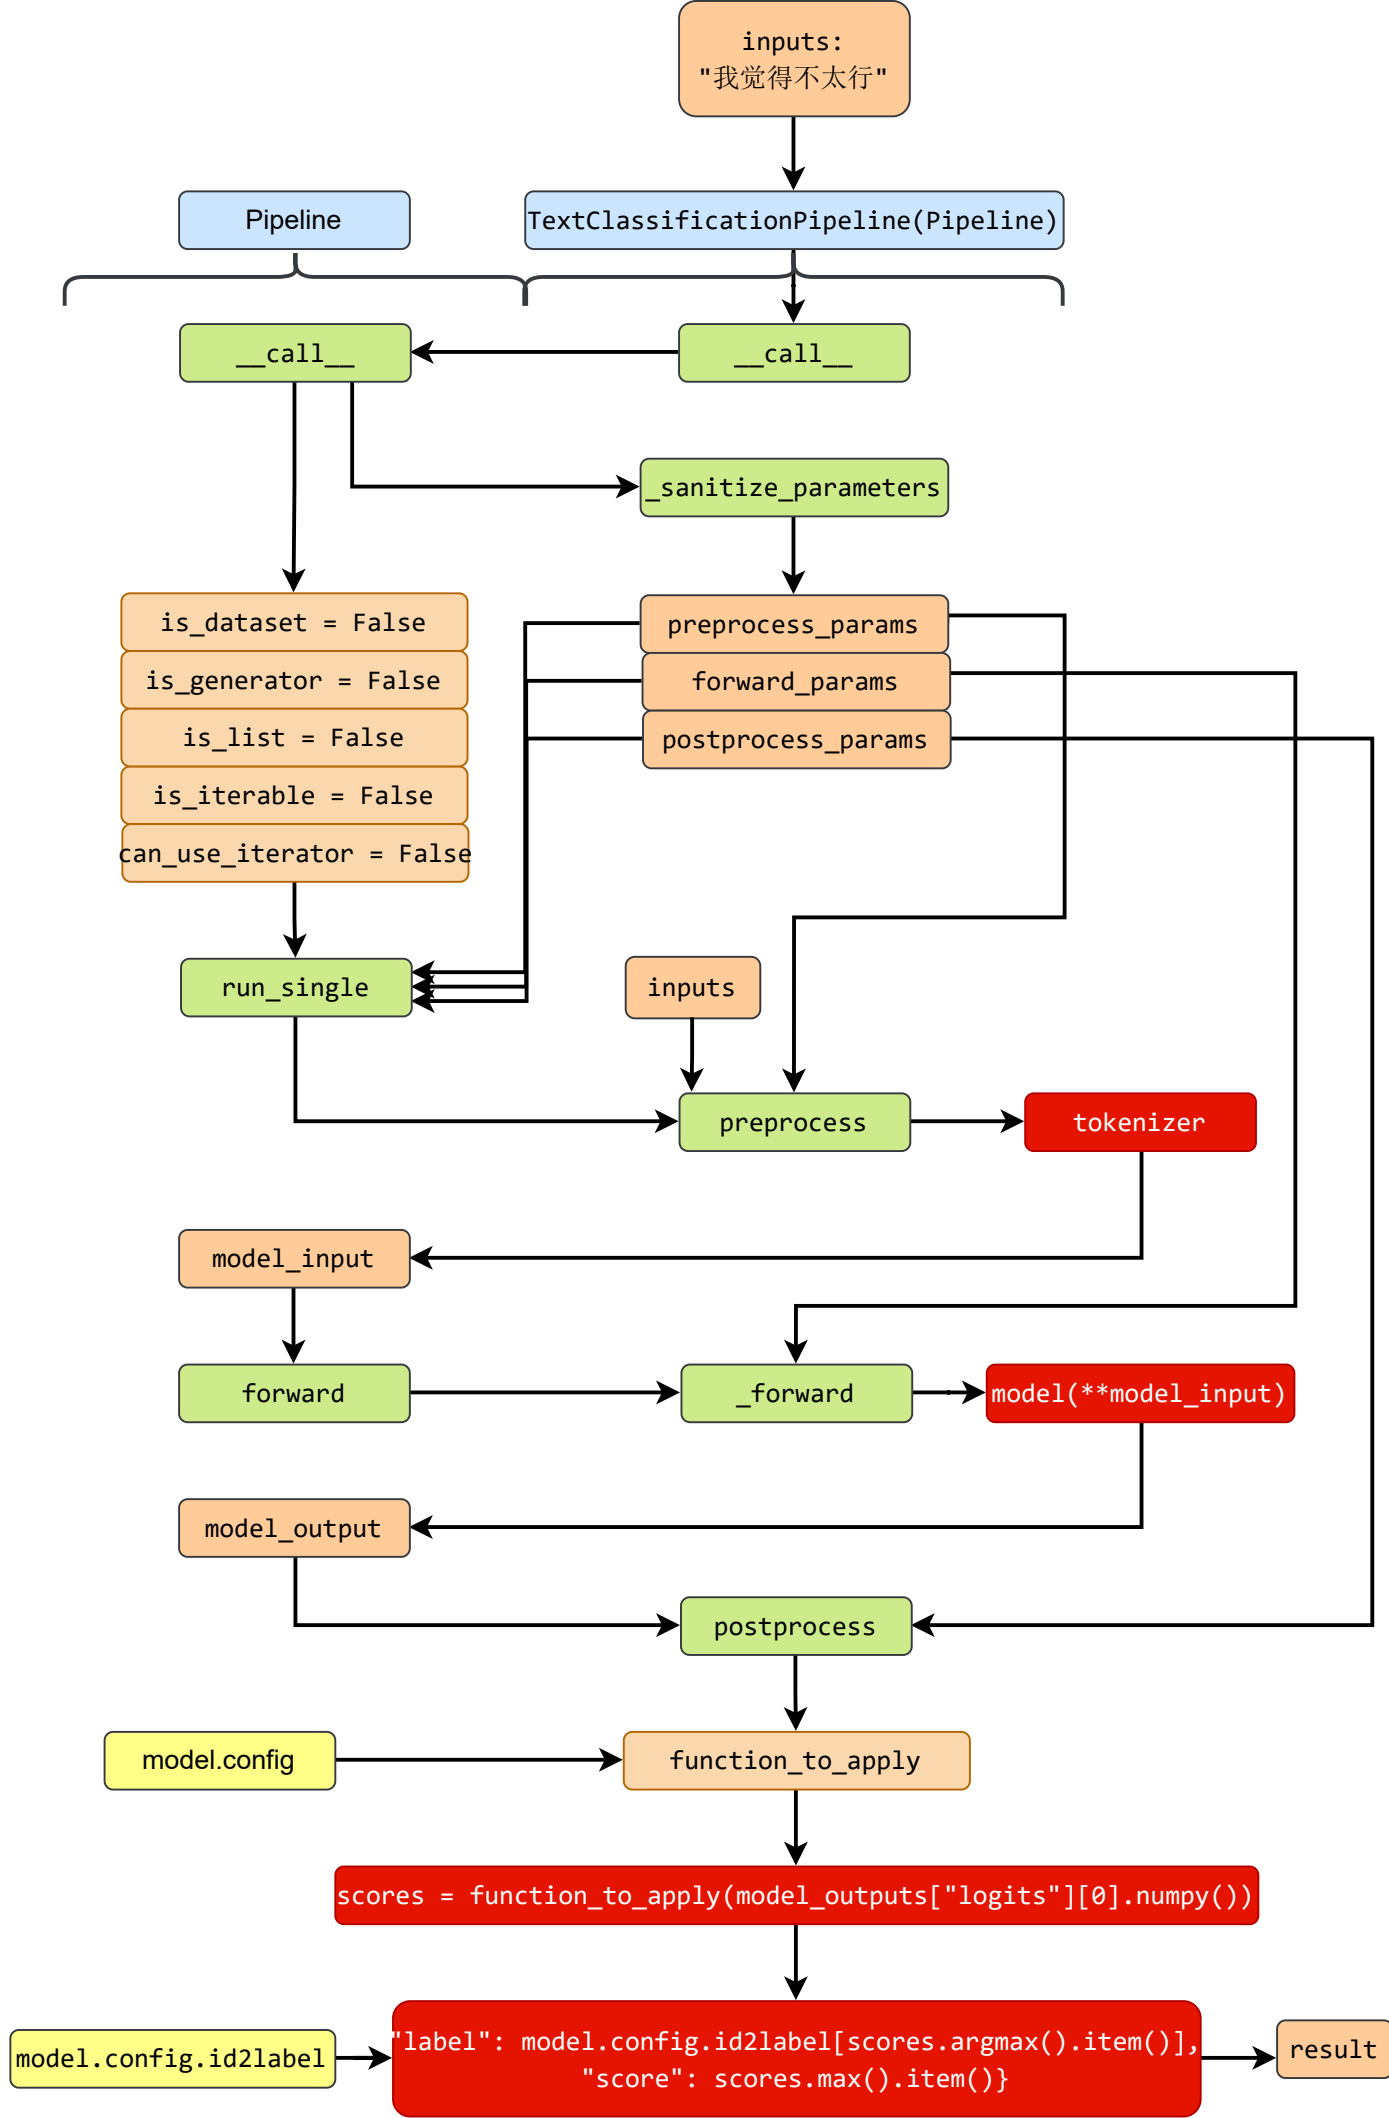 inputs:
"我觉得不太行"
Pipeline
TextClassificationPipeline(Pipeline)
__call__
__call__
_sanitize_parameters
is_dataset = False
preprocess_params
is_generator = False
forward_params
is_list = False
postprocess_params
is_iterable = False
can_use_iterator = False
run_single
inputs
preprocess
tokenizer
model_input
forward
_forward
model(**model_input)
model_output
postprocess
model.config
function_to_apply
scores = function_to_apply(model_outputs["logits"][0].numpy())
model.config.id2label
"label": model.config.id2label[scores.argmax().item()],
"score": scores.max().item()}
result